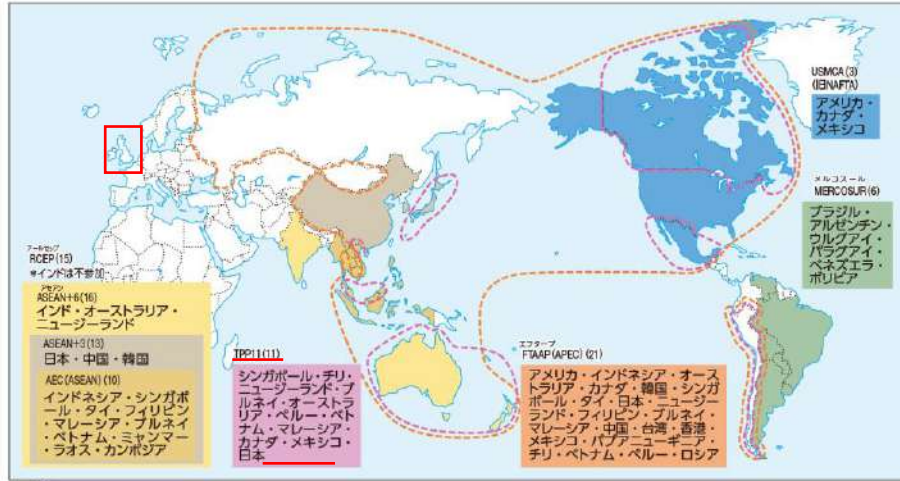 USMCA(3)
(旧NAFTA)
アメリカ・
カナダ・
メキシコ
メルコスール
MERCOSUR(6)
ブラジル・
アルゼンチン・
ウルグアイ・
パラグアイ・
ベネズエラ・
ボリビア
アールセップ
RCEP(15)
※インドは不参加
アセアン
ASEAN+6(16)
インド・オーストラリア・
ニュージーランド
ASEAN+3(13)
日本・中国・韓国
AEC(ASEAN)(10)
インドネシア・シンガポ
ール・タイ・フィリピン
・マレーシア・ブルネイ
・ベトナム・ミャンマー
・ラオス・カンボジア
TPP11(11)
シンガポール・チリ・
ニュージーランド・ブ
ルネイ・オーストラ
リア・ペルー・ベト
ナム・マレーシア・
カナダ・メキシコ・
日本
エフタープ
FTAAP(APEC)(21)
アメリカ・インドネシア・オース
トラリア・カナダ・韓国・シンガ
ポール・タイ・日本・ニュージー
ランド・フィリピン・ブルネイ・
マレーシア・中国・台湾・香港・
メキシコ・パプアニューギニア・
チリ・ベトナム・ペルー・ロシア